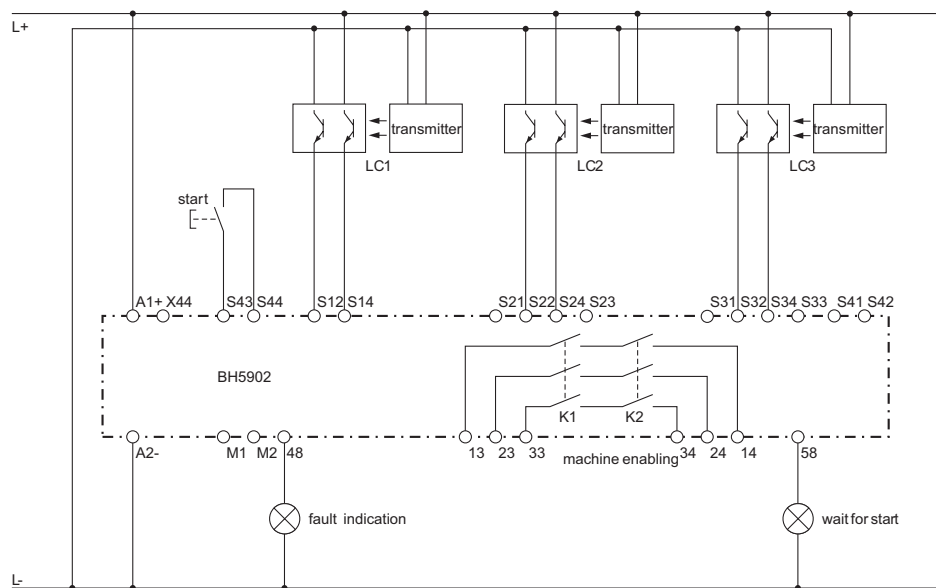 L+
transmitter
transmitter
transmitter
LC1
LC2
LC3
start
A1+ X44
S43 S44
S12 S14
S21 S22 S24 S23
S31 S32 S34 S33
S41 S42
BH5902
K1
K2
A2-
M1
M2
48
13
23
33
machine enabling
34
24
14
58
fault indication
wait for start
L-